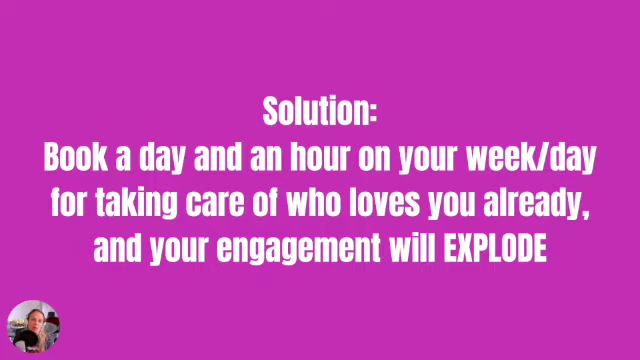 Solution:
Book a day and an hour on your week/day
for taking care of who loves you already,
and your engagement will EXPLODE